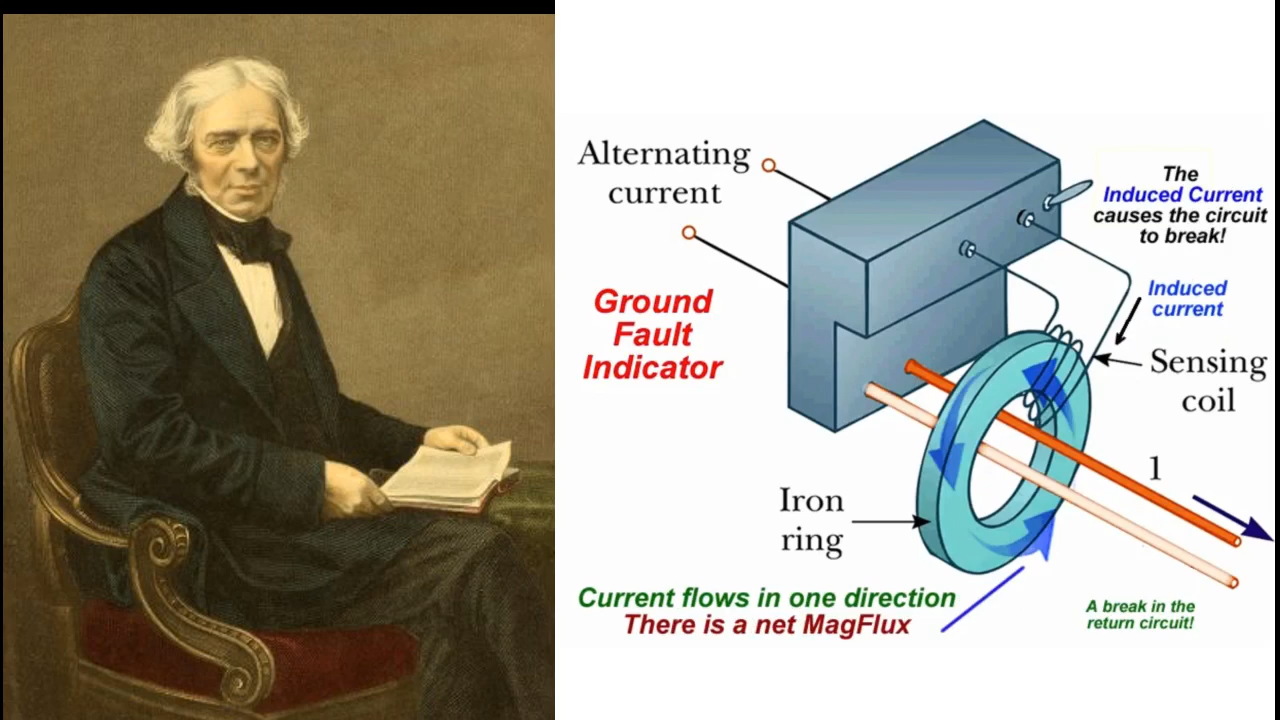 Alternating
current
Ground
Fault
Indicator
The
Induced Current
causes the circuit
to break!
Induced
current
Sensing
coil
1
Iron
ring
Current flows in one direction
There is a net MagFlux
A break in the
return circuit!